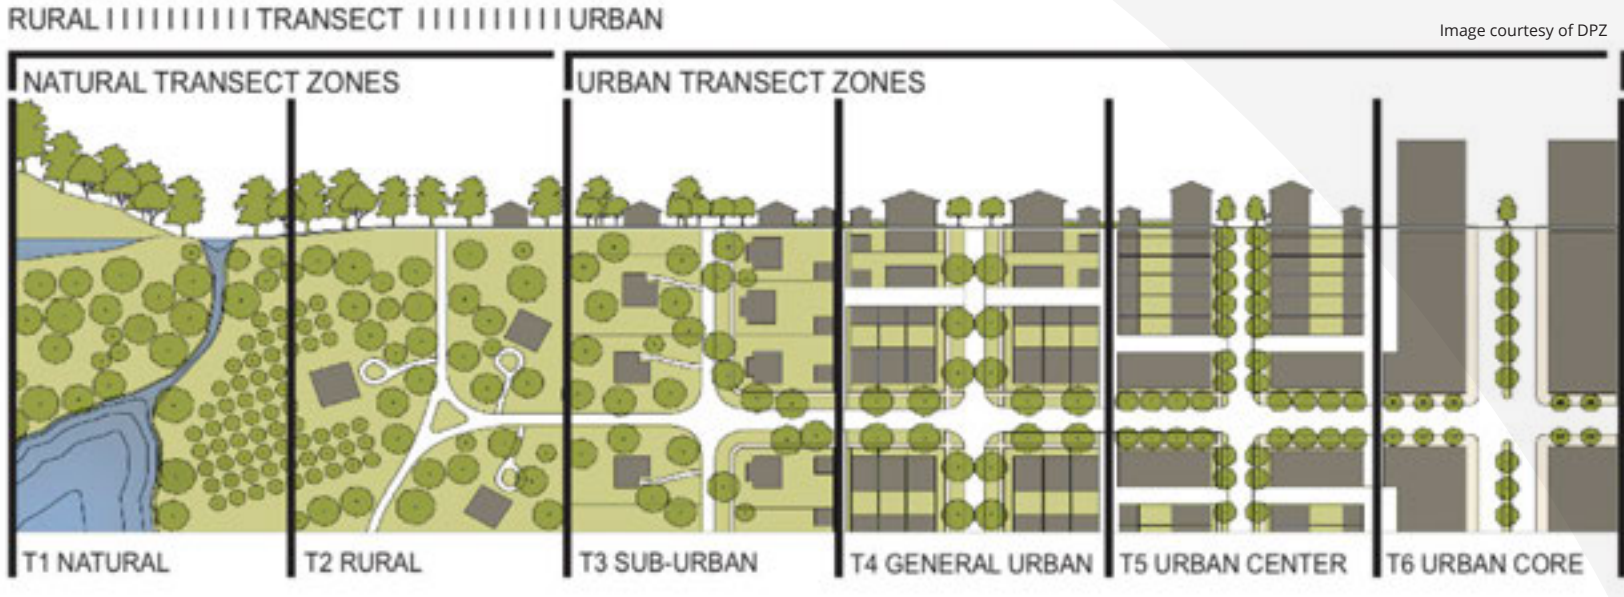 RURAL I I I I I I I I I I TRANSECT I I I I I I I I I I URBAN
Image courtesy of DPZ
NATURAL TRANSECT ZONES
URBAN TRANSECT ZONES
T1 NATURAL
T2 RURAL
T3 SUB-URBAN
T4 GENERAL URBAN
T5 URBAN CENTER
T6 URBAN CORE